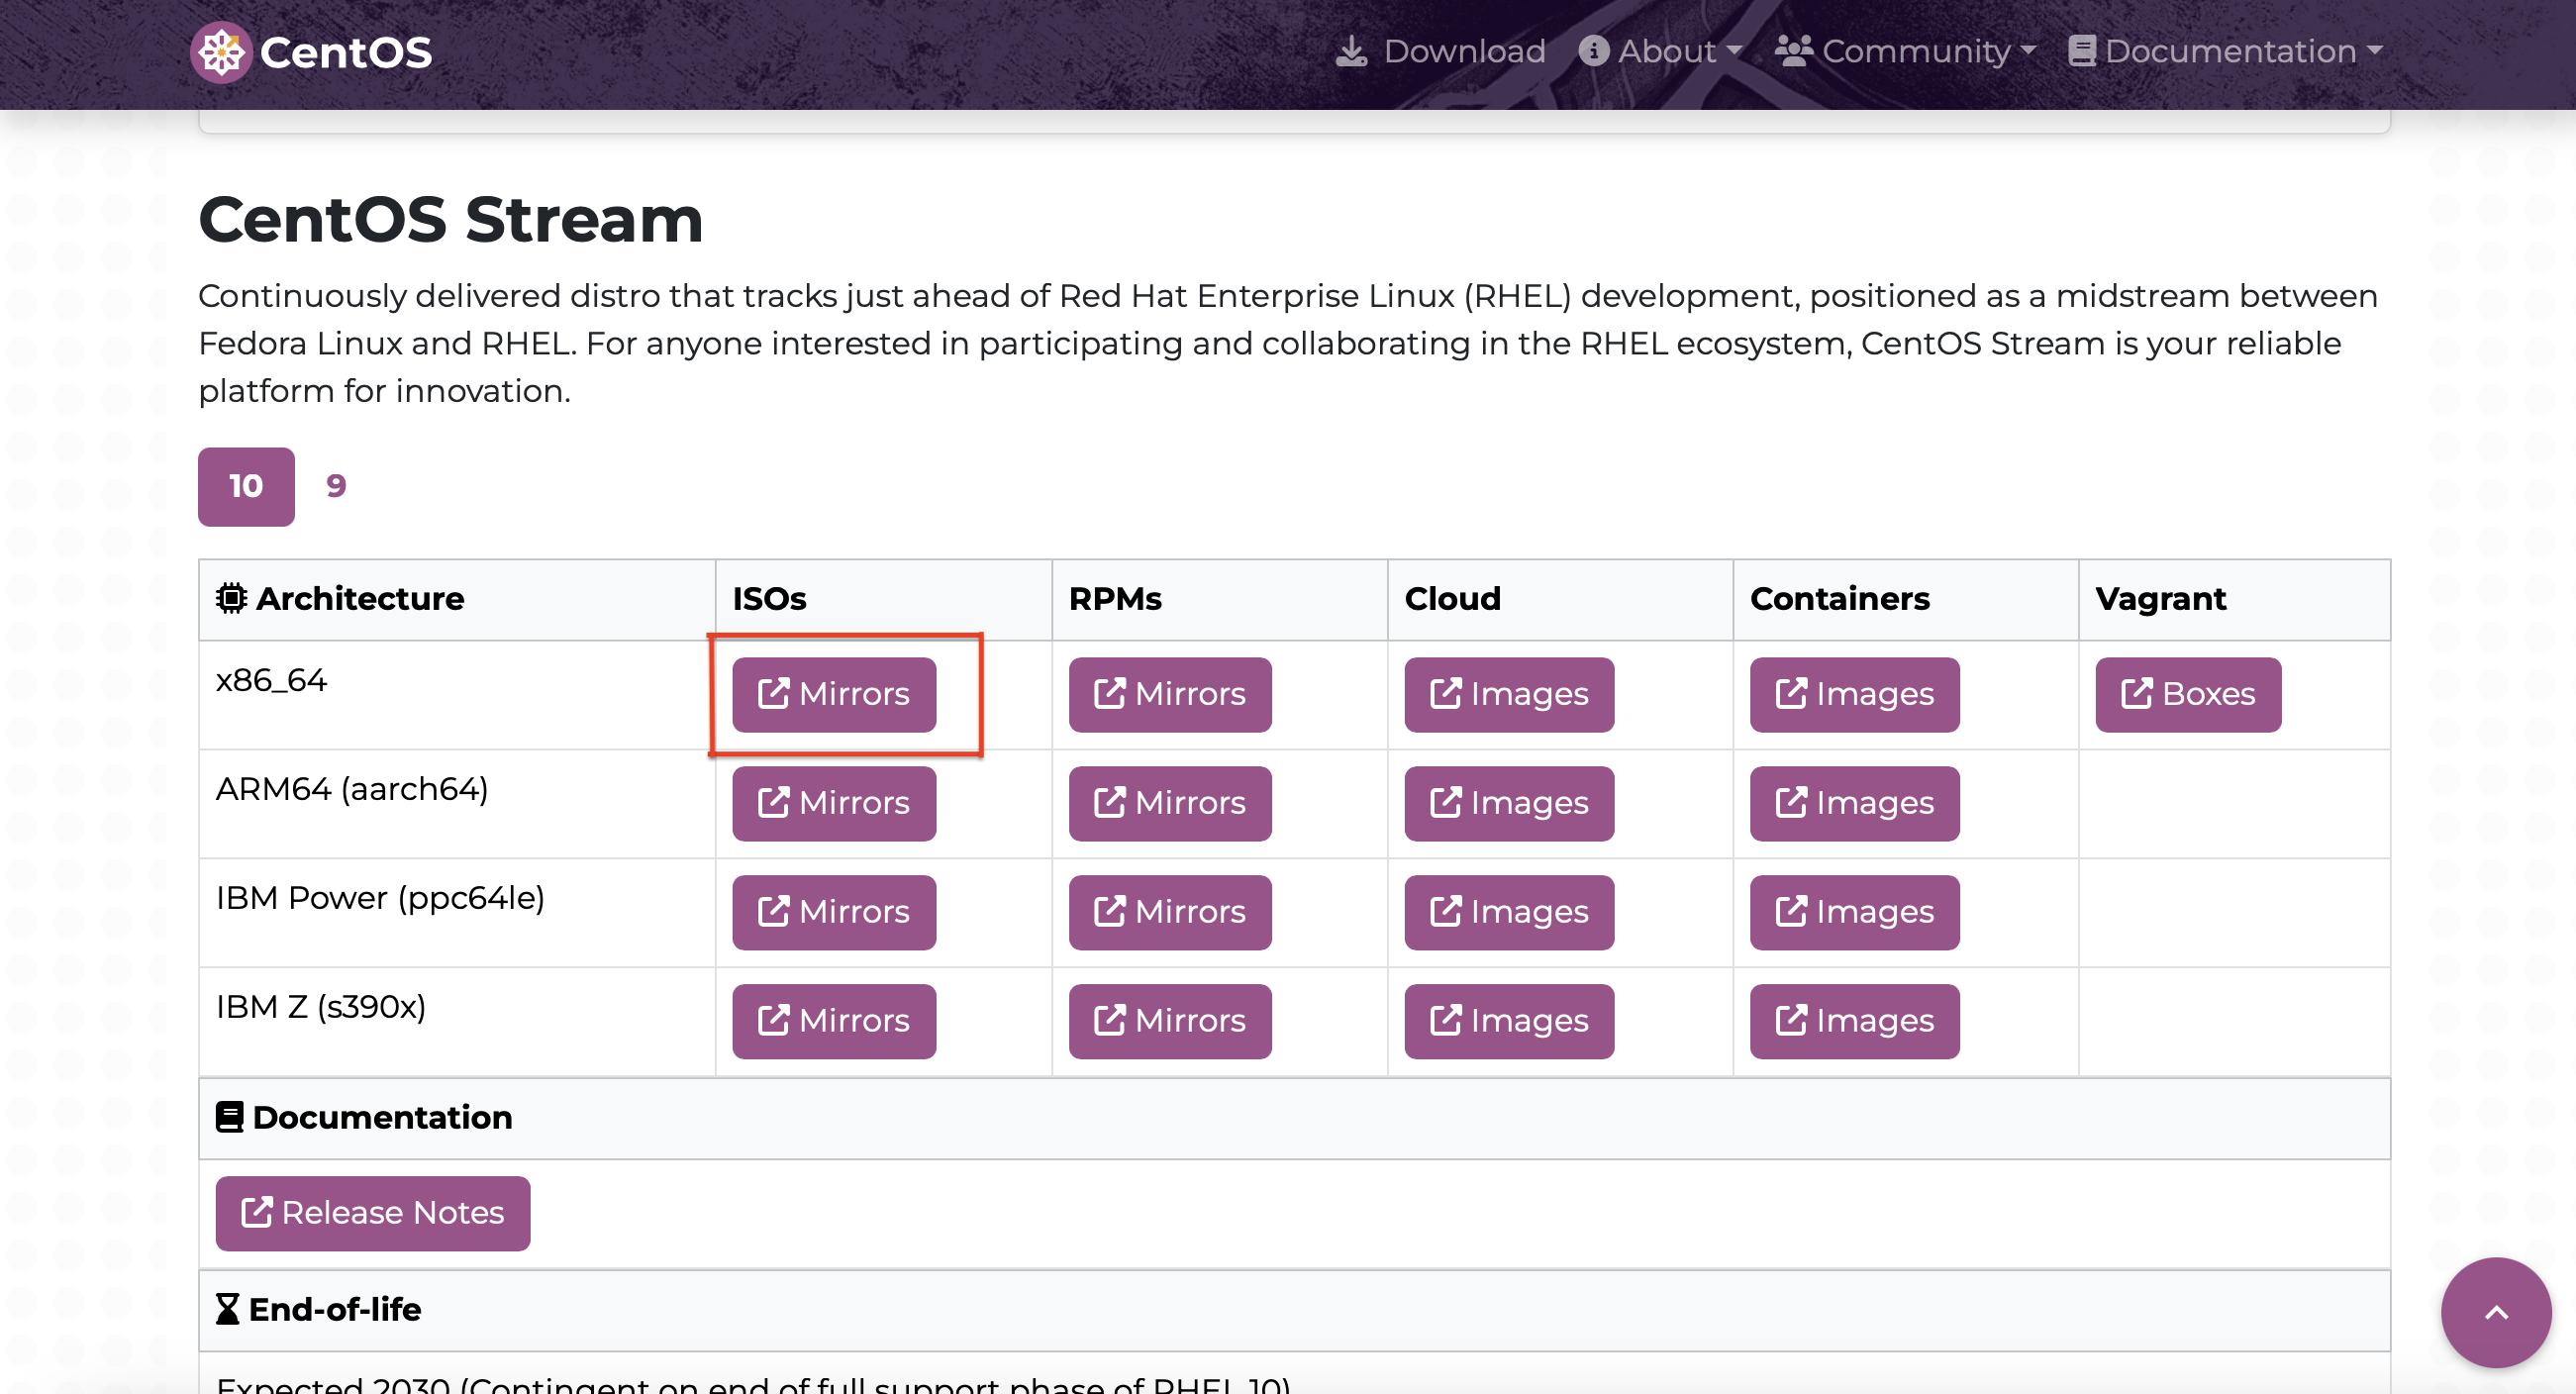 CentOS
Download About Community Documentation
CentOS Stream
Continuously delivered distro that tracks just ahead of Red Hat Enterprise Linux (RHEL) development, positioned as a midstream between
Fedora Linux and RHEL. For anyone interested in participating and collaborating in the RHEL ecosystem, CentOS Stream is your reliable
platform for innovation.
10 9
Architecture ISOs RPMs Cloud Containers Vagrant
x86_64 Mirrors Mirrors Images Images Boxes
ARM64 (aarch64) Mirrors Mirrors Images Images
IBM Power (ppc64le) Mirrors Mirrors Images Images
IBM Z (s390x) Mirrors Mirrors Images Images
Documentation
Release Notes
End-of-life
Expected 2030 (Contingent on end of full support phase of RHEL 10)